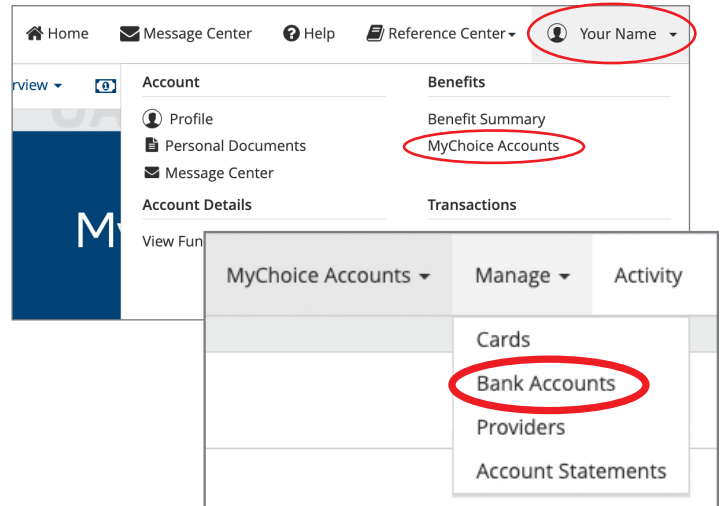 Home Message Center Help Reference Center Your Name
rview
Account Benefits
Profile Benefit Summary
Personal Documents MyChoice Accounts
Message Center
Account Details Transactions
View Fun
My
MyChoice Accounts Manage Activity
Cards
Bank Accounts
Providers
Account Statements